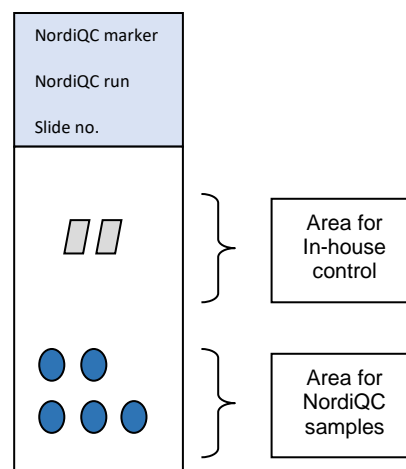 NordiQC marker
NordiQC run
Slide no.
Area for
In-house
control
Area for
NordiQC
samples